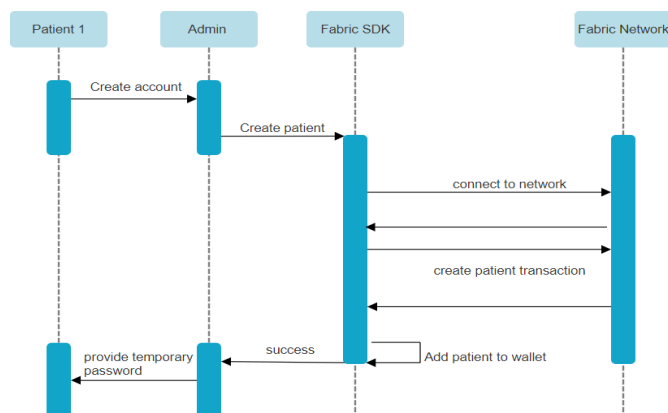 Patient 1
Admin
Fabric SDK
Fabric Network
Create account
Create patient
connect to network
create patient transaction
success
Add patient to wallet
provide temporary
password